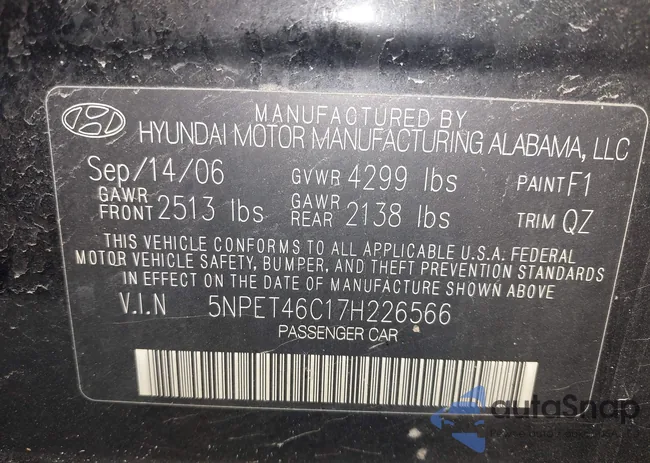 MANUFACTURED BY
HYUNDAI MOTOR MANUFACTURING ALABAMA, LLC
Sep/14/06 GVWR 4299 lbs PAINT F1
GAWR FRONT 2513 lbs GAWR REAR 2138 lbs TRIM QZ
THIS VEHICLE CONFORMS TO ALL APPLICABLE U.S.A. FEDERAL
MOTOR VEHICLE SAFETY, BUMPER, AND THEFT PREVENTION STANDARDS
IN EFFECT ON THE DATE OF MANUFACTURE SHOWN ABOVE
V.I.N 5NPET46C17H226566
PASSENGER CAR
autoSnap